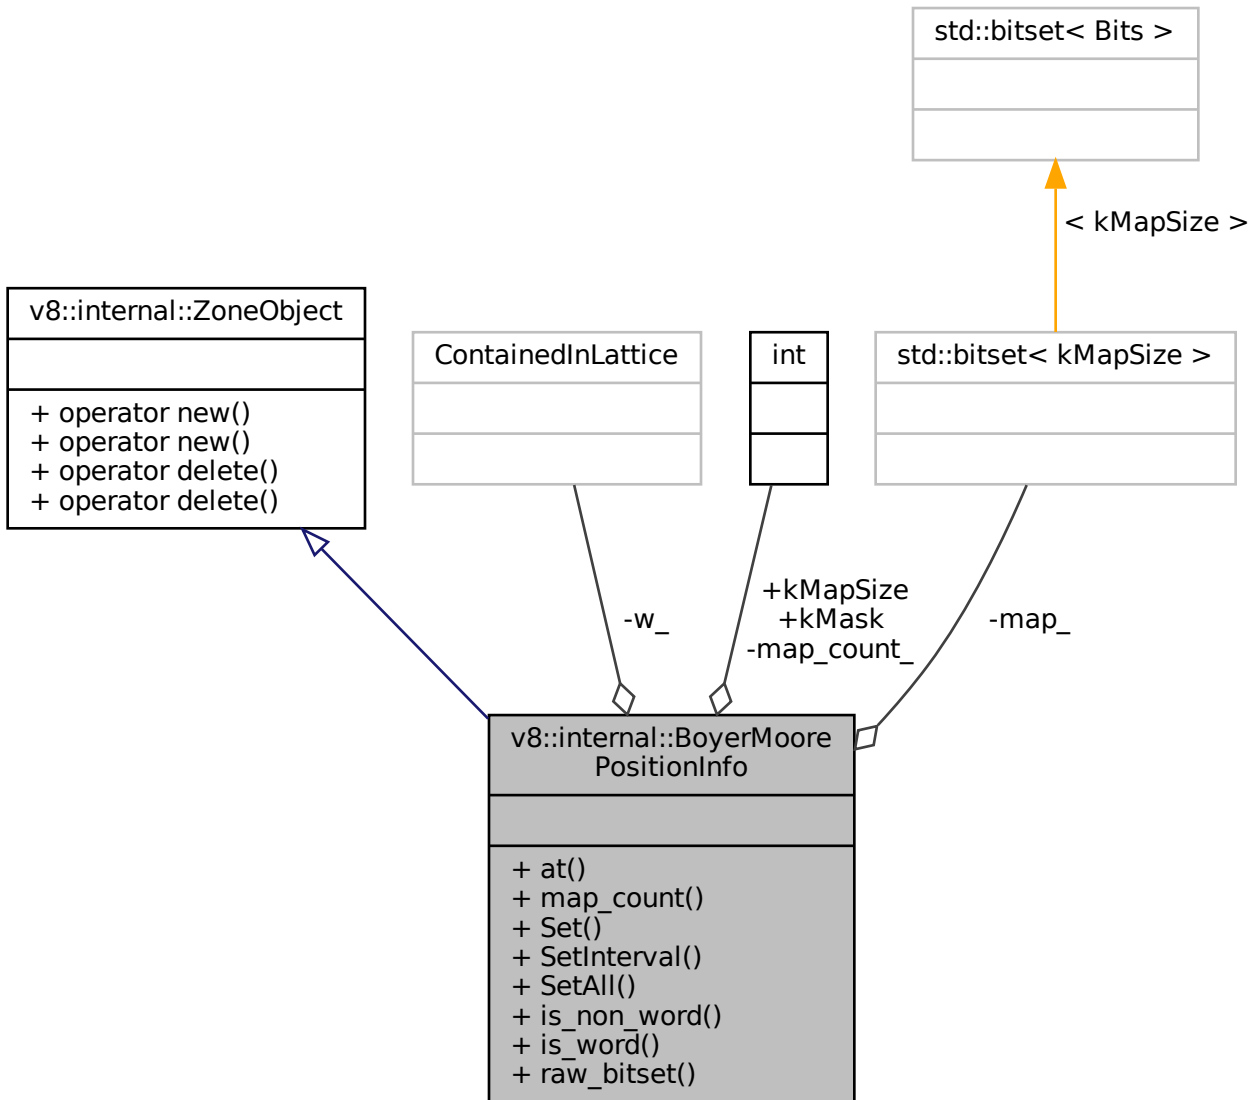 std::bitset< Bits >
< kMapSize >
v8::internal::ZoneObject
+ operator new()
+ operator new()
+ operator delete()
+ operator delete()
ContainedInLattice
int
std::bitset< kMapSize >
-w_
+kMapSize
+kMask
-map_count_
-map_
v8::internal::BoyerMoore
PositionInfo
+ at()
+ map_count()
+ Set()
+ SetInterval()
+ SetAll()
+ is_non_word()
+ is_word()
+ raw_bitset()